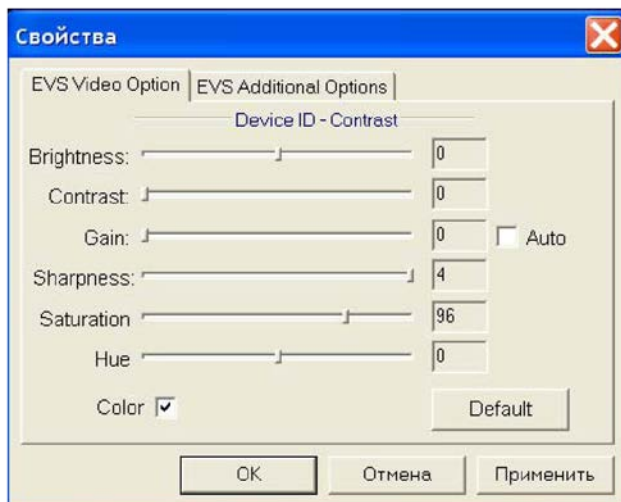 Свойства
EVS Video Option EVS Additional Options
Device ID - Contrast
Brightness: 0
Contrast: 0
Gain: 0 Auto
Sharpness: 4
Saturation 96
Hue 0
Color Default
OK Отмена Применить